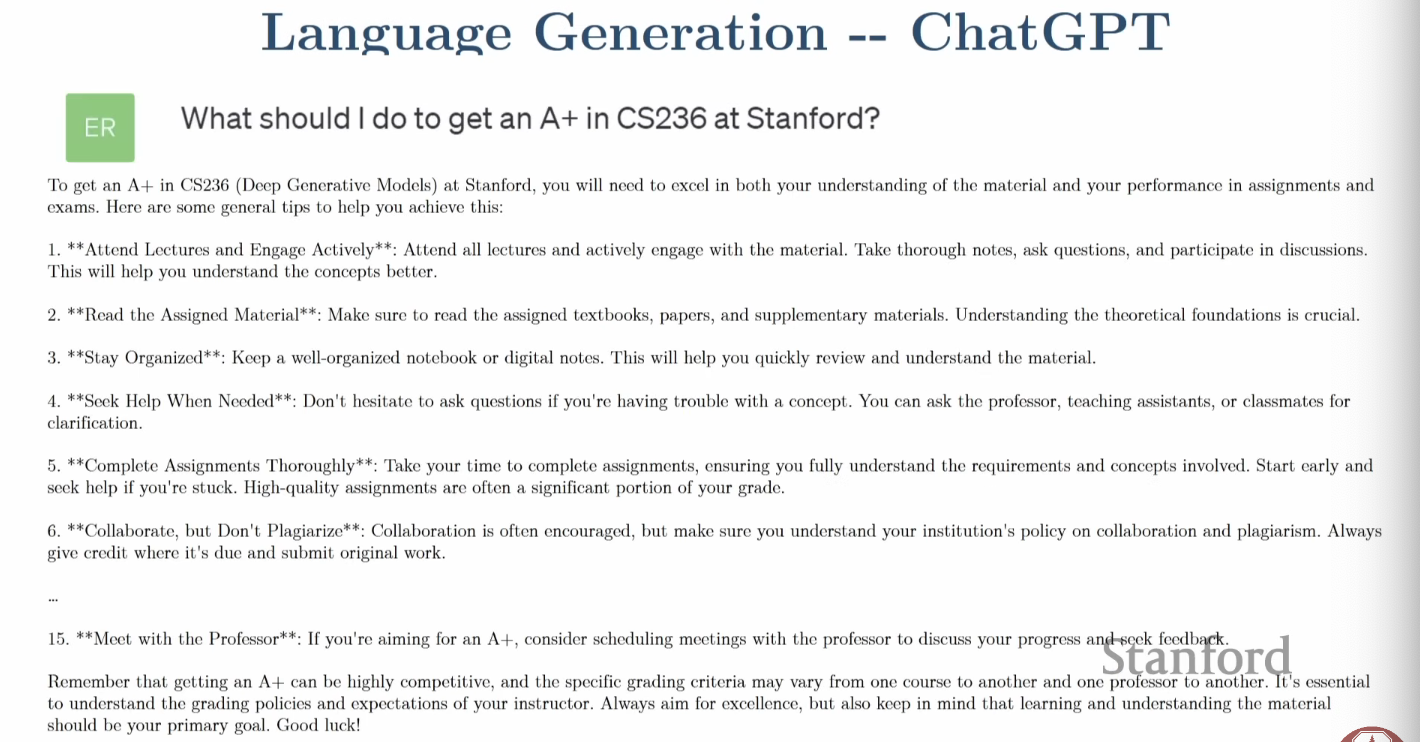 Language Generation -- ChatGPT
ER
What should I do to get an A+ in CS236 at Stanford?
To get an A+ in CS236 (Deep Generative Models) at Stanford, you will need to excel in both your understanding of the material and your performance in assignments and
exams. Here are some general tips to help you achieve this:
1. **Attend Lectures and Engage Actively**: Attend all lectures and actively engage with the material. Take thorough notes, ask questions, and participate in discussions.
This will help you understand the concepts better.
2. **Read the Assigned Material**: Make sure to read the assigned textbooks, papers, and supplementary materials. Understanding the theoretical foundations is crucial.
3. **Stay Organized**: Keep a well-organized notebook or digital notes. This will help you quickly review and understand the material.
4. **Seek Help When Needed**: Don't hesitate to ask questions if you're having trouble with a concept. You can ask the professor, teaching assistants, or classmates for
clarification.
5. **Complete Assignments Thoroughly**: Take your time to complete assignments, ensuring you fully understand the requirements and concepts involved. Start early and
seek help if you're stuck. High-quality assignments are often a significant portion of your grade.
6. **Collaborate, but Don't Plagiarize**: Collaboration is often encouraged, but make sure you understand your institution's policy on collaboration and plagiarism. Always
give credit where it's due and submit original work.
...
15. **Meet with the Professor**: If you're aiming for an A+, consider scheduling meetings with the professor to discuss your progress and seek feedback.
Stanford
Remember that getting an A+ can be highly competitive, and the specific grading criteria may vary from one course to another and one professor to another. It's essential
to understand the grading policies and expectations of your instructor. Always aim for excellence, but also keep in mind that learning and understanding the material
should be your primary goal. Good luck!